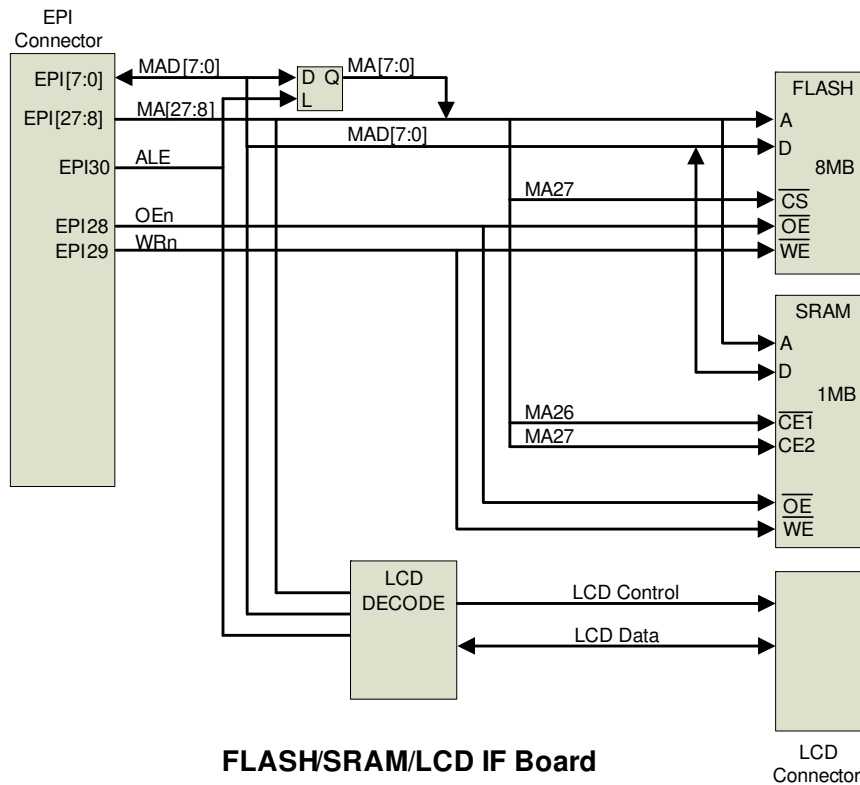 EPI
Connector
EPI[7:0]
MAD[7:0]
D Q
L
MA[7:0]
EPI[27:8]
MA[27:8]
MAD[7:0]
EPI30
ALE
EPI28
OEn
EPI29
WRn
MA27
FLASH
A
D
8MB
CS
OE
WE
SRAM
A
D
1MB
MA26
CE1
MA27
CE2
OE
WE
LCD
DECODE
LCD Control
LCD Data
FLASH/SRAM/LCD IF Board
LCD
Connector